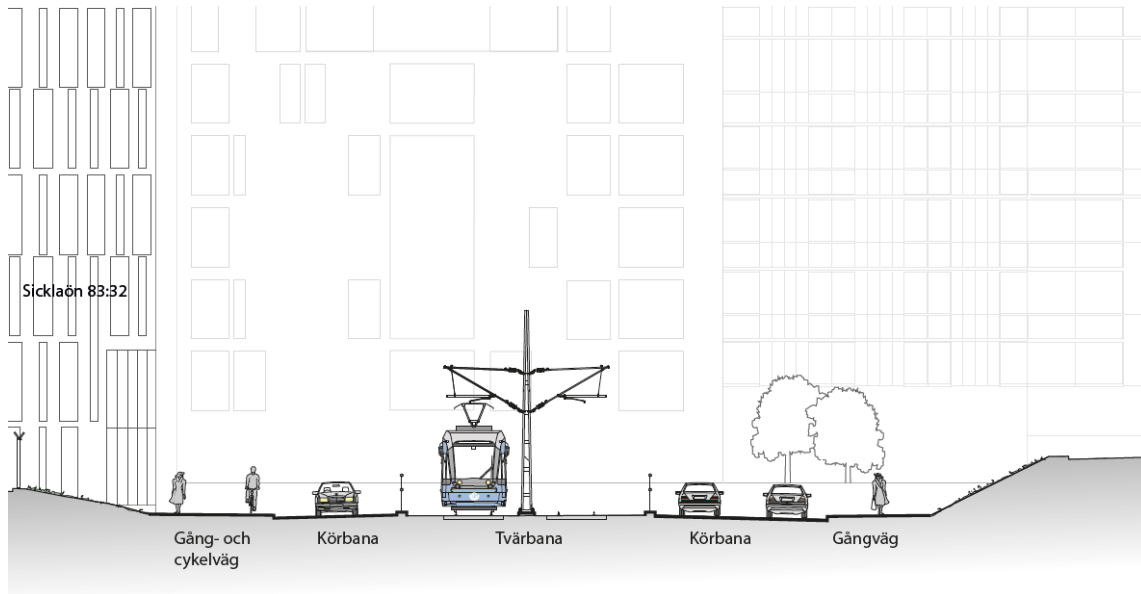 Sicklaön 83:32
Gång- och
cykelväg
Körbana
Tvärbana
Körbana
Gångväg